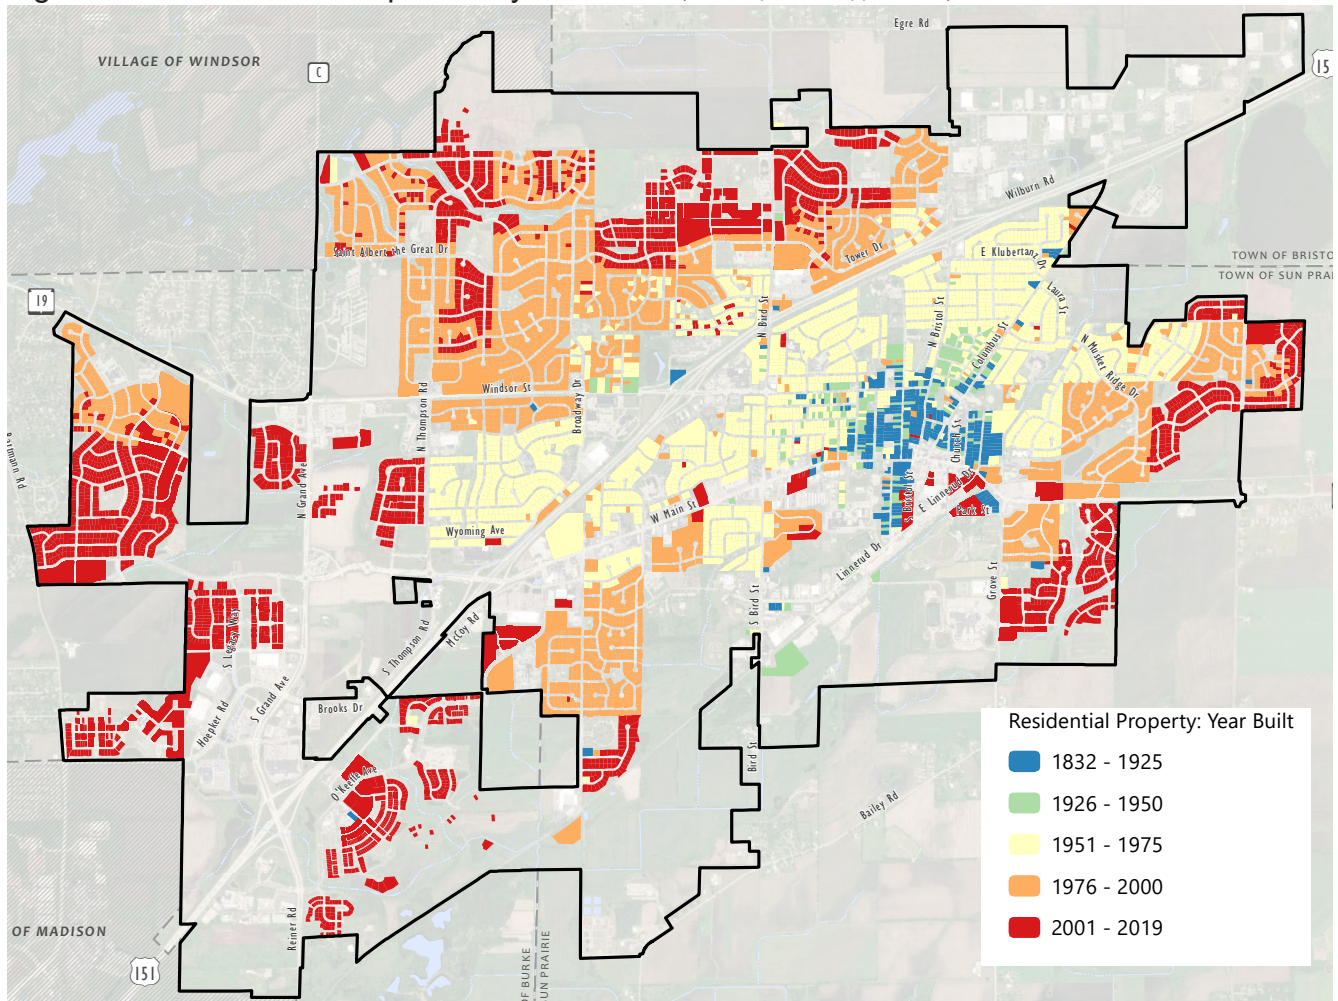 Egre Rd
VILLAGE OF WINDSOR
C
15
Wilburn Rd
Saint Albert the Great Dr
Tower Dr
E Klubertanz Dr
TOWN OF BRISTO
TOWN OF SUN PRAI
19
Laura St
N Bird St
N Bristol St
Columbus St
N Musket Ridge Dr
Windsor St
N Thompson Rd
Broadway Dr
Church St
N Grand Ave
W Main St
S Bristol St
E Linnerud Dr
Park St
Wyoming Ave
Linnerud Dr
Grove St
S Bird St
S Legacy Way
S Thompson Rd
McCoy Rd
Hoepker Rd
S Grand Ave
Brooks Dr
Bird St
O'Keeffe Ave
Bailey Rd
Residential Property: Year Built
1832 - 1925
1926 - 1950
1951 - 1975
1976 - 2000
2001 - 2019
Reiner Rd
OF MADISON
151
OF BURKE
UN PRAIRIE